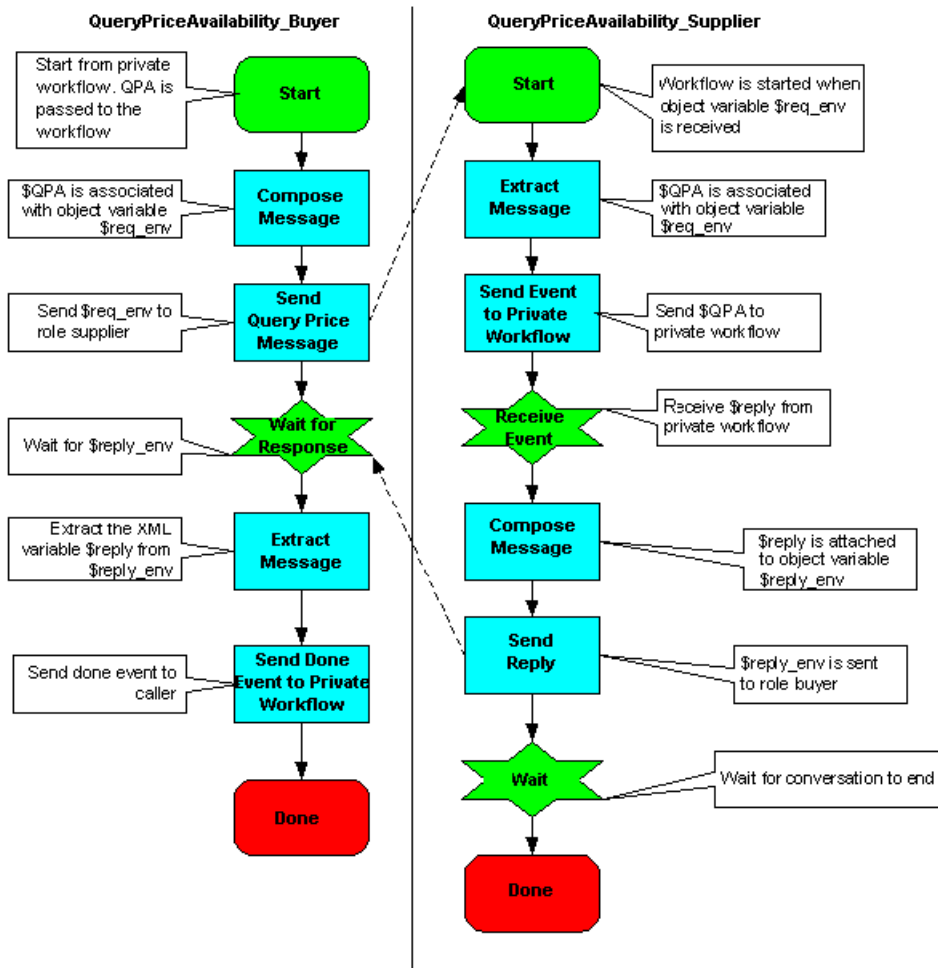 QueryPriceAvailability_Buyer
Start from private
workflow. QPA is
passed to the
workflow
Start
$QPA is associated
with object variable
$req_env
Compose
Message
Send $req_env to
role supplier
Send
Query Price
Message
Wait for $reply_env
Wait for
Response
Extract the XML
variable $reply from
$reply_env
Extract
Message
Send done event to
caller
Send Done
Event to Private
Workflow
Done
QueryPriceAvailability_Supplier
Start
Workflow is started when
object variable $req_env
is received
Extract
Message
$QPA is associated
with object variable
$req_env
Send Event
to Private
Workflow
Send $QPA to
private workflow
Receive
Event
Receive $reply from
private workflow
Compose
Message
$reply is attached
to object variable
$reply_env
Send
Reply
$reply_env is sent
to role buyer
Wait
Wait for conversation to end
Done